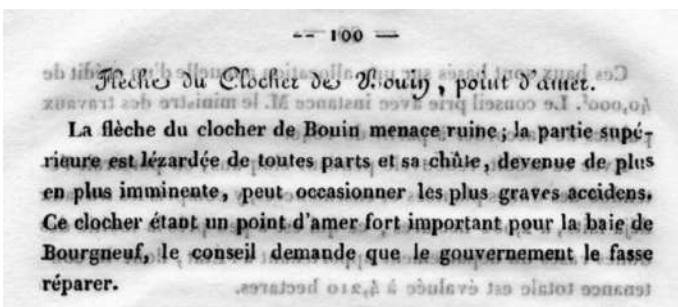 -- 100 —
Flèche du Clocher de Bouin, point d'amer.
La flèche du clocher de Bouin menace ruine ; la partie supé-
rieure est lézardée de toutes parts et sa chûte, devenue de plus
en plus imminente, peut occasionner les plus graves accidens.
Ce clocher étant un point d'amer fort important pour la baie de
Bourgneuf, le conseil demande que le gouvernement le fasse
réparer.